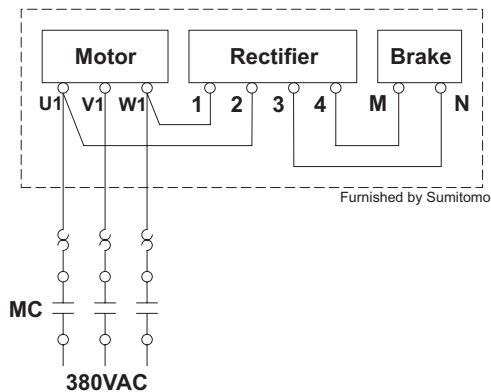 Motor Rectifier Brake
U1 V1 W1 1 2 3 4 M N
Furnished by Sumitomo
MC
380VAC